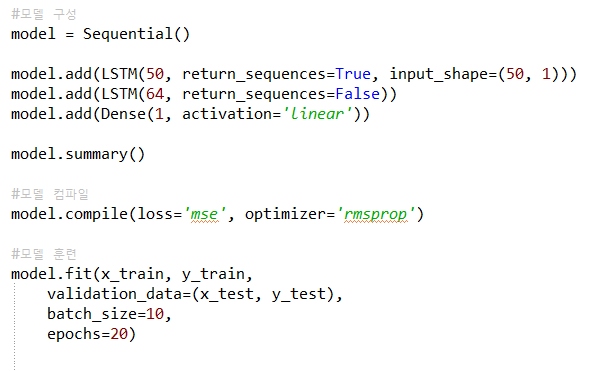 #모델 구성
model = Sequential()
model.add(LSTM(50, return_sequences=True, input_shape=(50, 1)))
model.add(LSTM(64, return_sequences=False))
model.add(Dense(1, activation='linear'))
model.summary()
#모델 컴파일
model.compile(loss='mse', optimizer='rmsprop')
#모델 훈련
model.fit(x_train, y_train,
    validation_data=(x_test, y_test),
    batch_size=10,
    epochs=20)